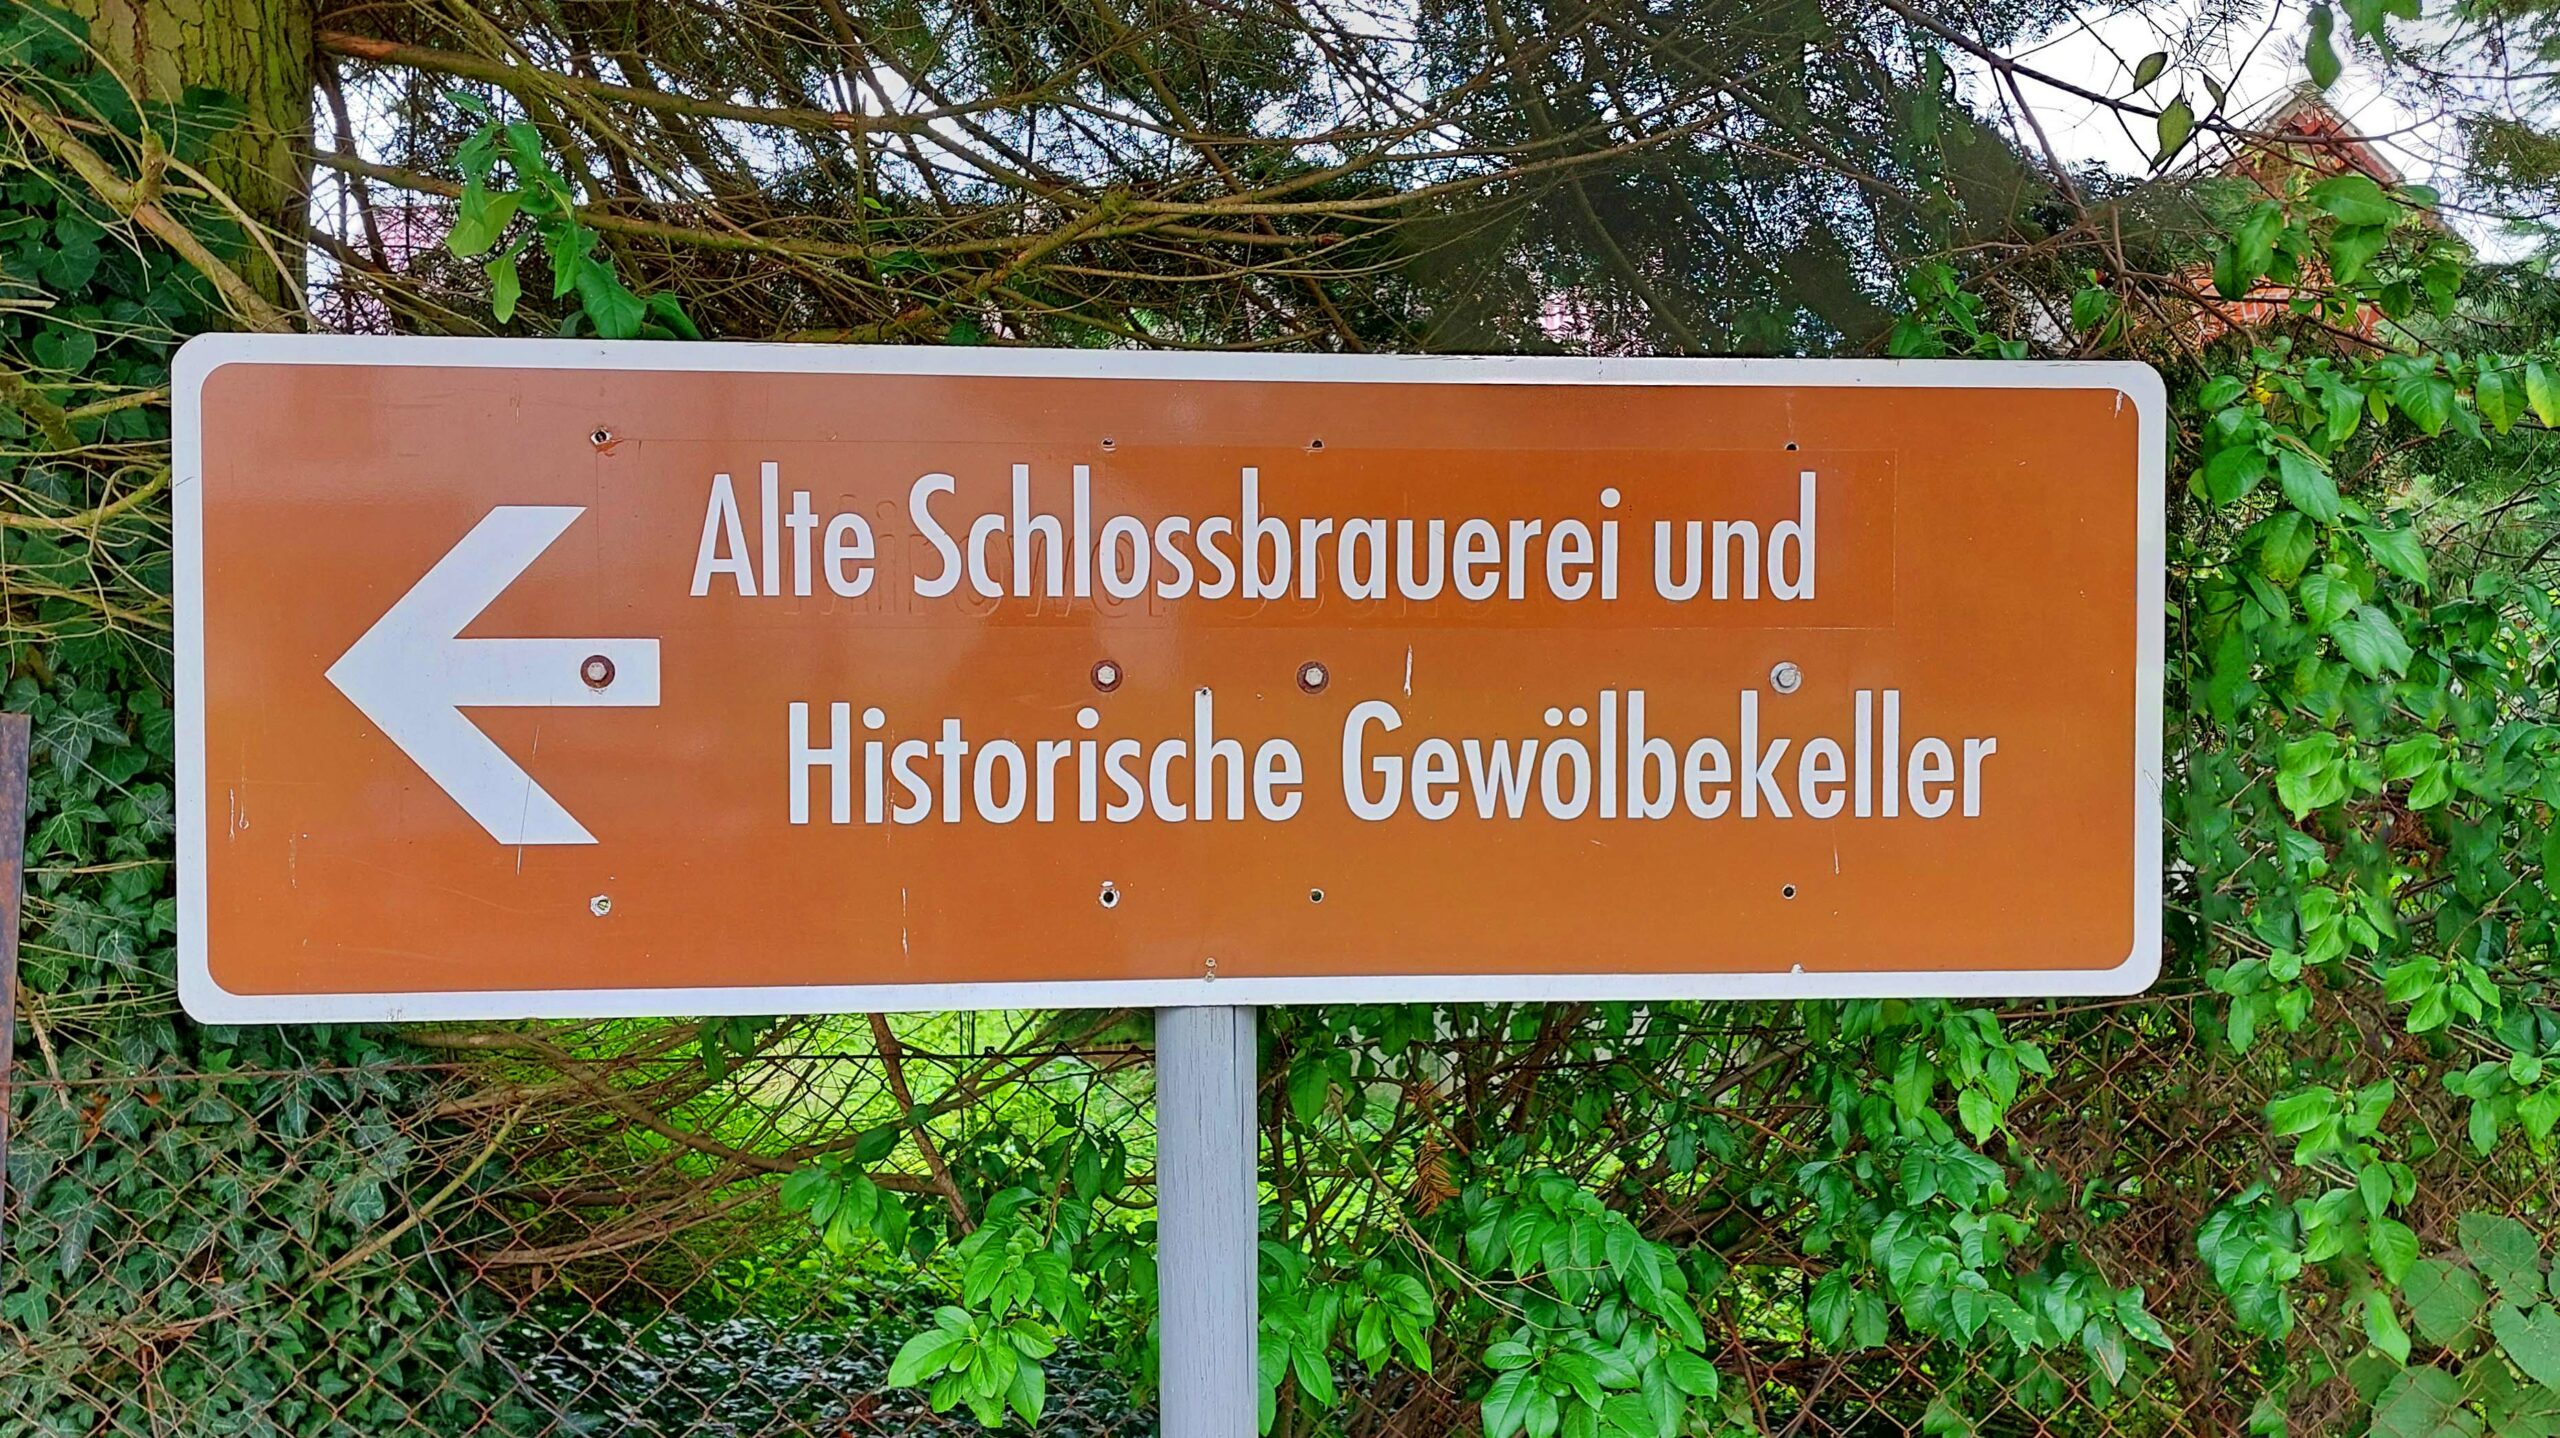 Alte Schlossbrauerei und
Historische Gewölbekeller